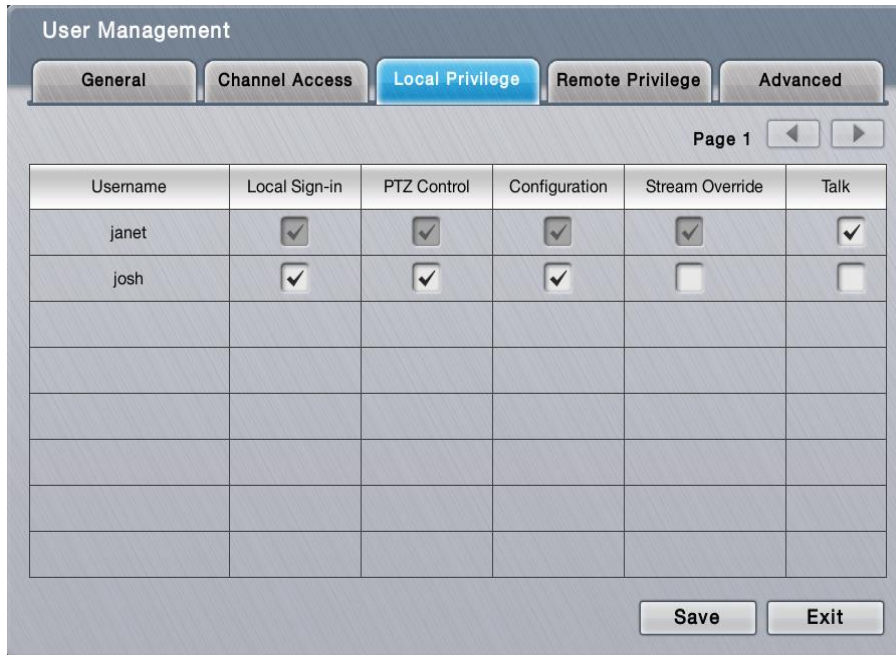 User Management
General Channel Access Local Privilege Remote Privilege Advanced
Page 1
Username Local Sign-in PTZ Control Configuration Stream Override Talk
janet
josh
Save Exit